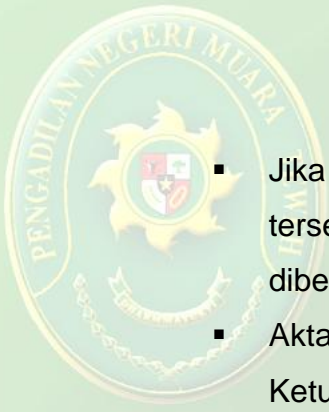 PENGADILAN NEGERI MUARA
▪ Jika
terse
dibe
▪ Akta
Ketu